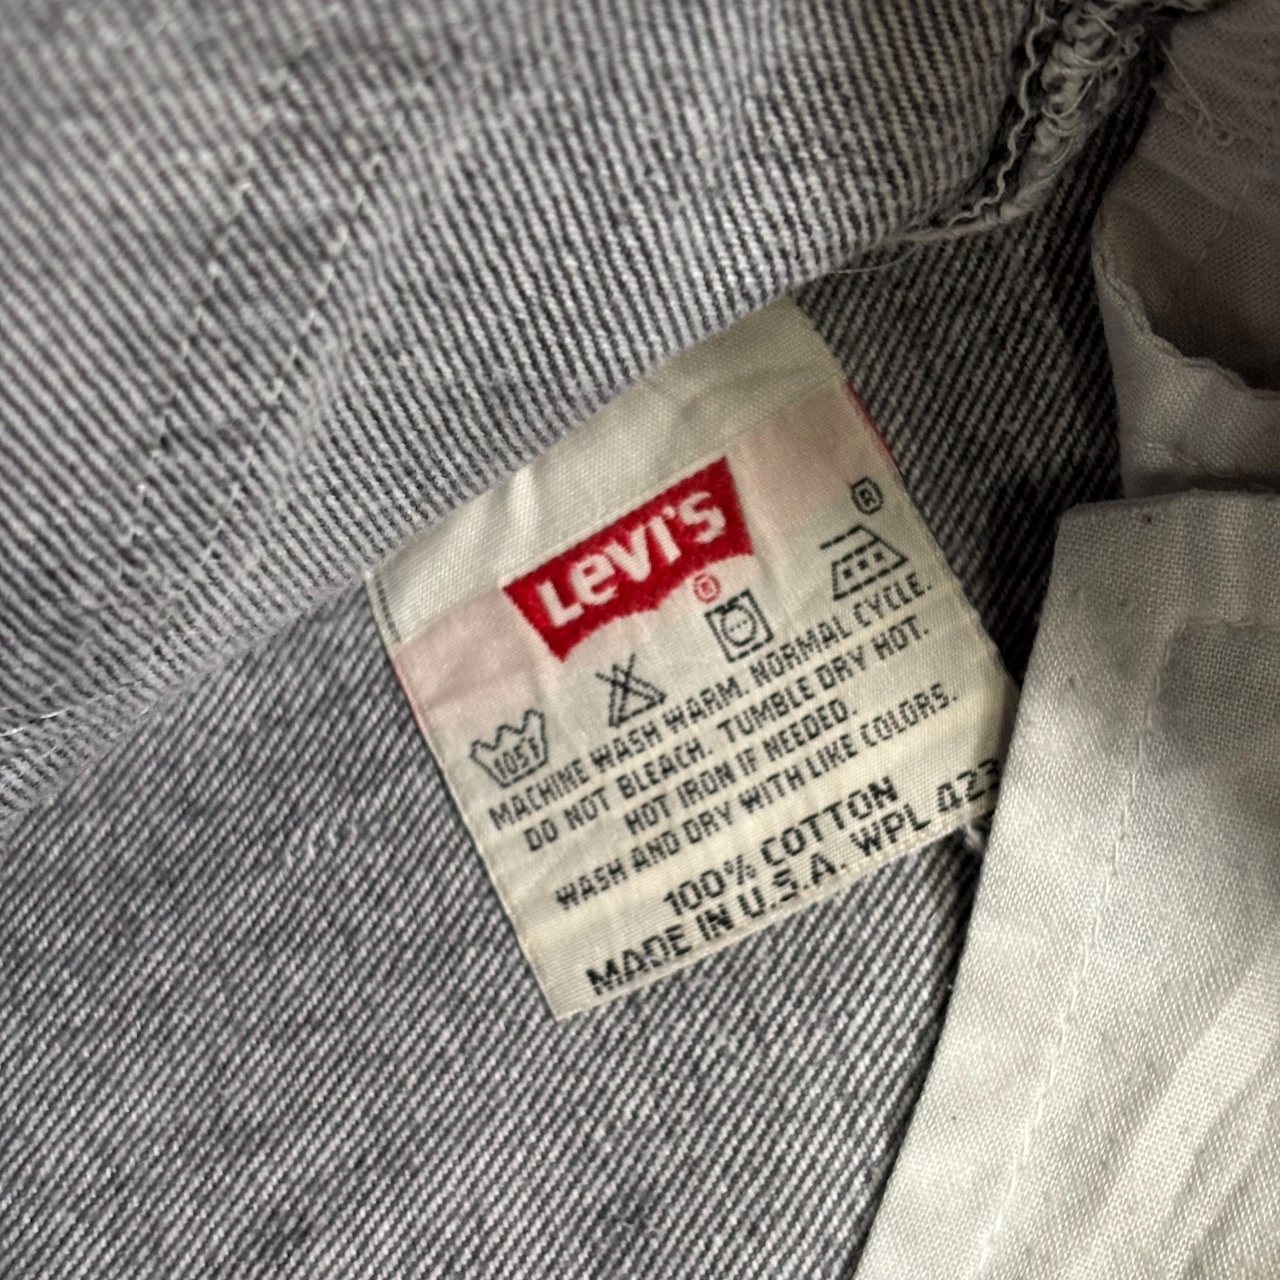 Levi's
®
®
105F
MACHINE WASH WARM. NORMAL CYCLE.
DO NOT BLEACH. TUMBLE DRY HOT.
HOT IRON IF NEEDED.
WASH AND DRY WITH LIKE COLORS.
100% COTTON
MADE IN U.S.A. WPL 423